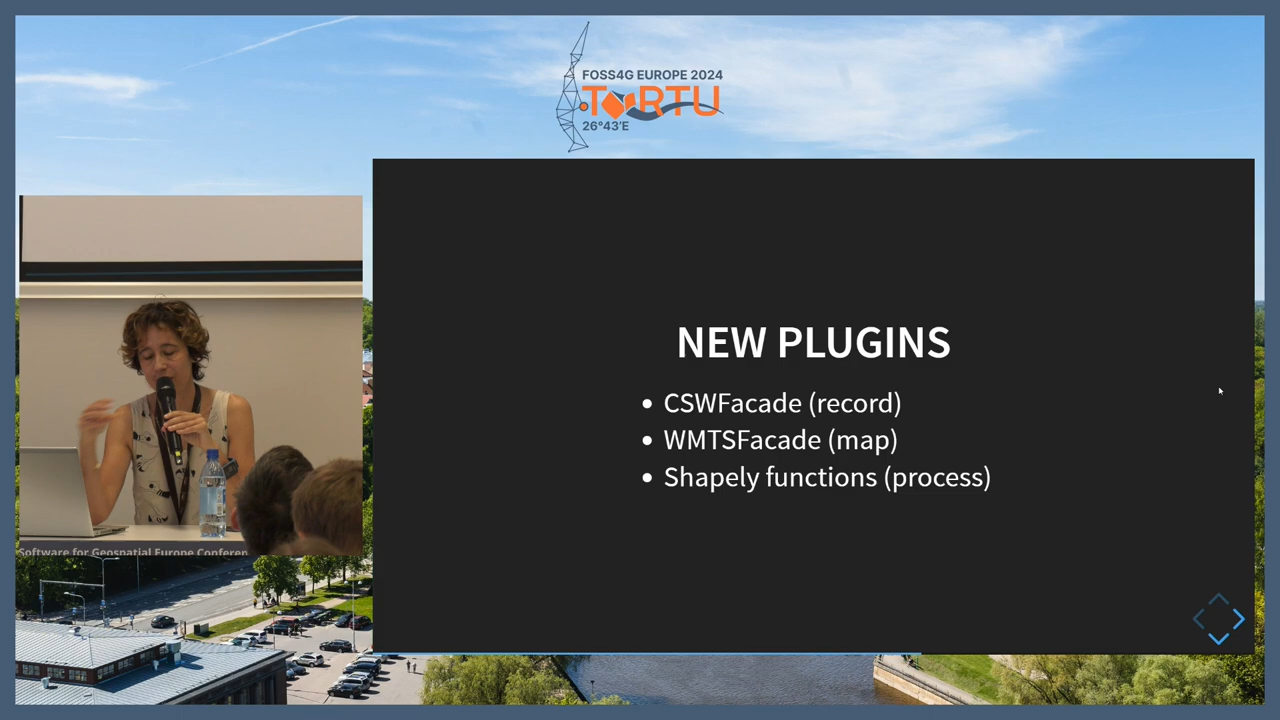 FOSS4G EUROPE 2024
TARTU
26°43'E
NEW PLUGINS
• CSWFacade (record)
• WMTSFacade (map)
• Shapely functions (process)
Software for Geospatial Europe Conferen